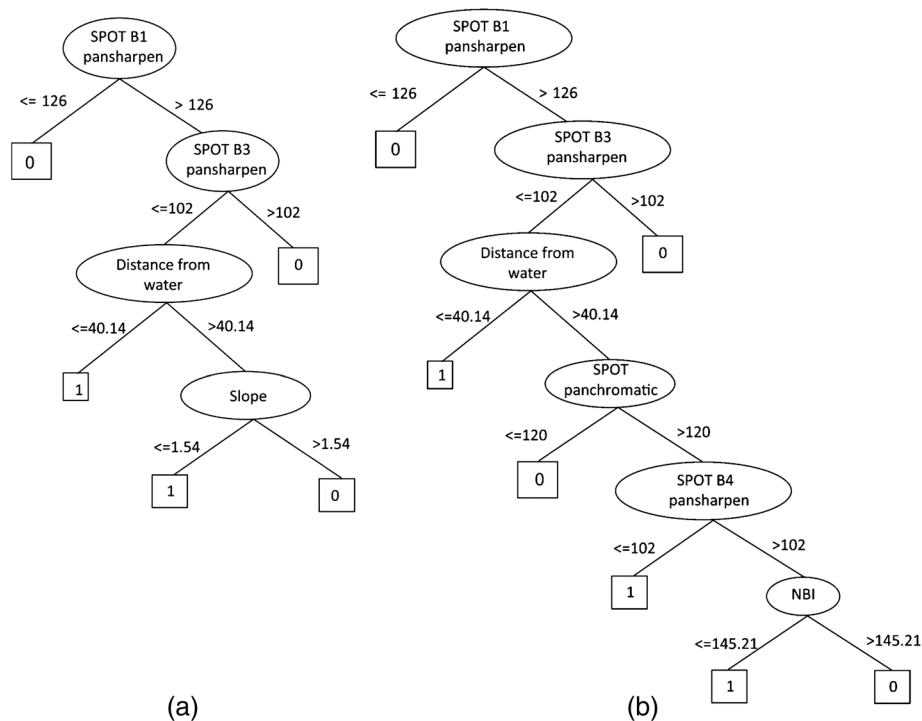 SPOT B1
pansharpen
<= 126
> 126
0
SPOT B3
pansharpen
<=102
>102
Distance from
water
0
<=40.14
>40.14
1
Slope
<=1.54
>1.54
1
0
(a)
SPOT B1
pansharpen
<= 126
> 126
0
SPOT B3
pansharpen
<=102
>102
Distance from
water
0
<=40.14
>40.14
1
SPOT
panchromatic
<=120
>120
0
SPOT B4
pansharpen
<=102
>102
1
NBI
<=145.21
>145.21
1
0
(b)